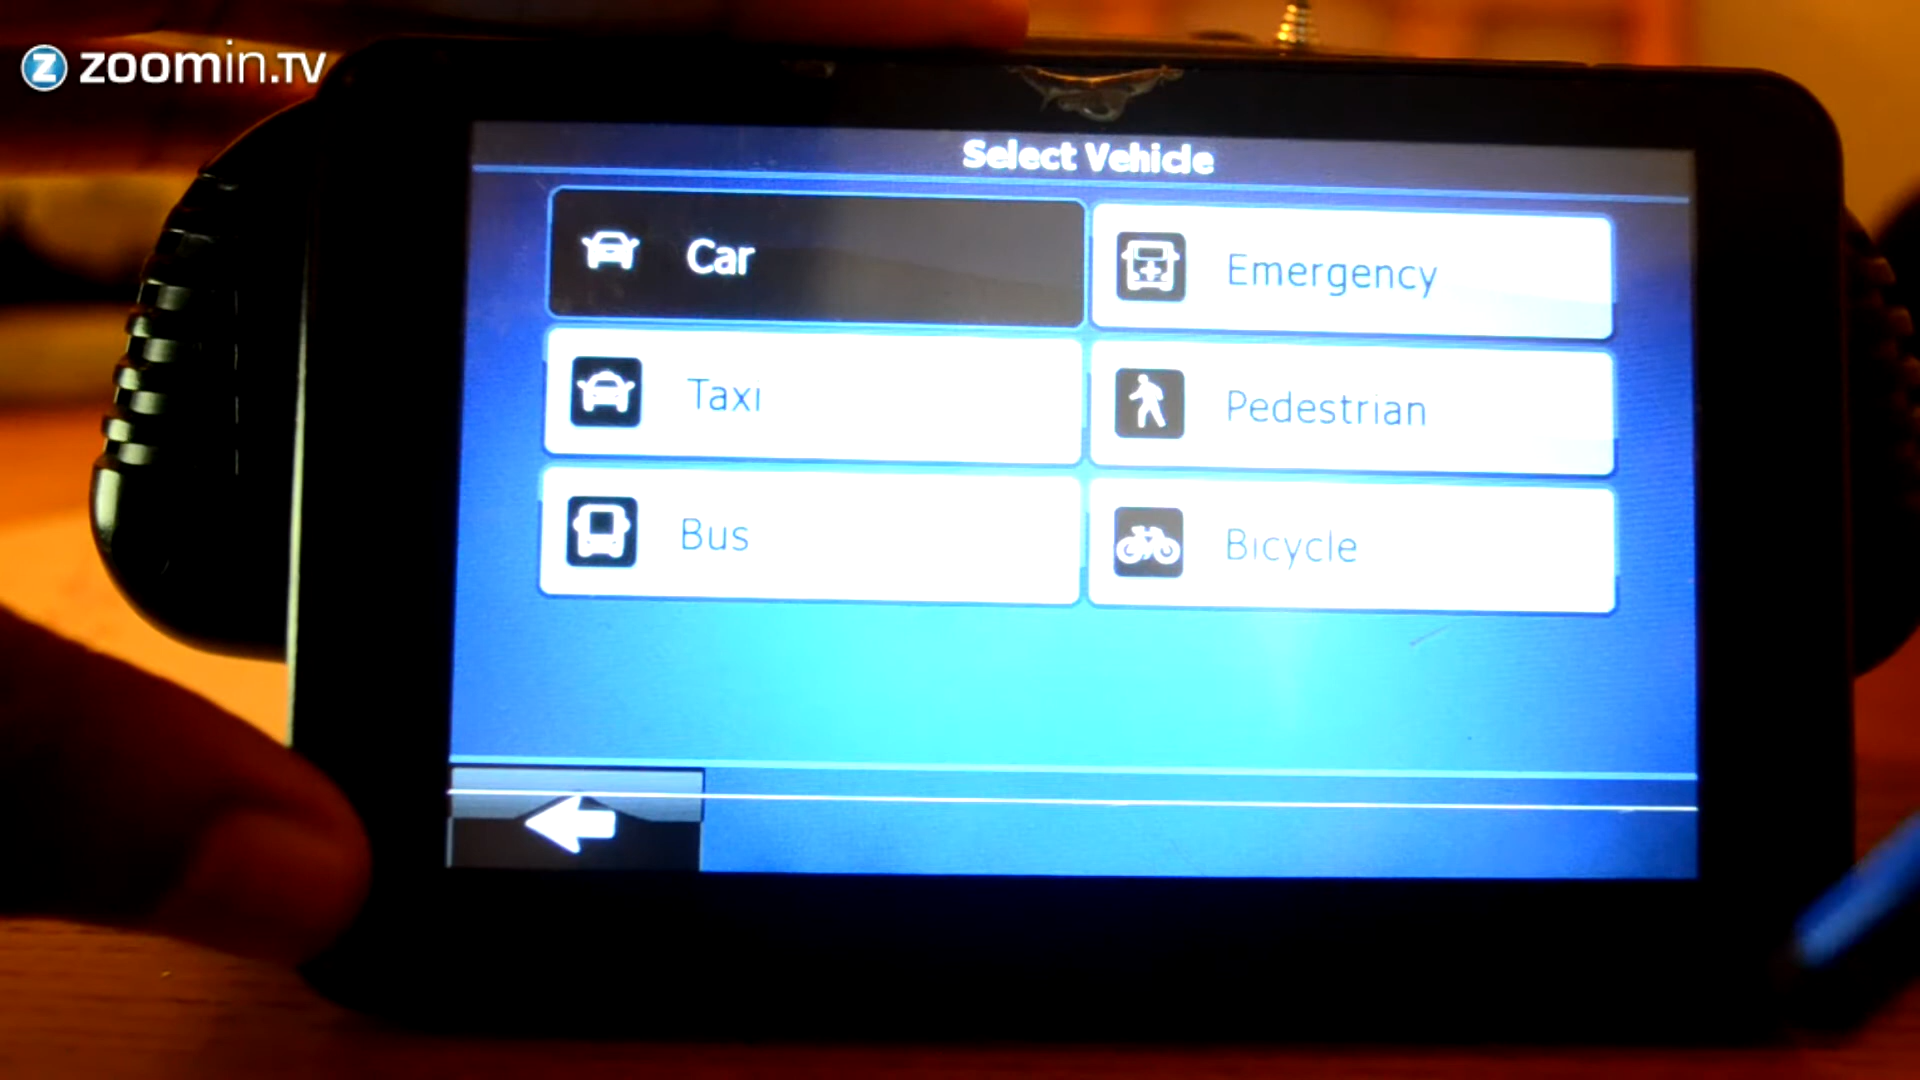 zoomin.TV
Select Vehicle
Car
Emergency
Taxi
Pedestrian
Bus
Bicycle